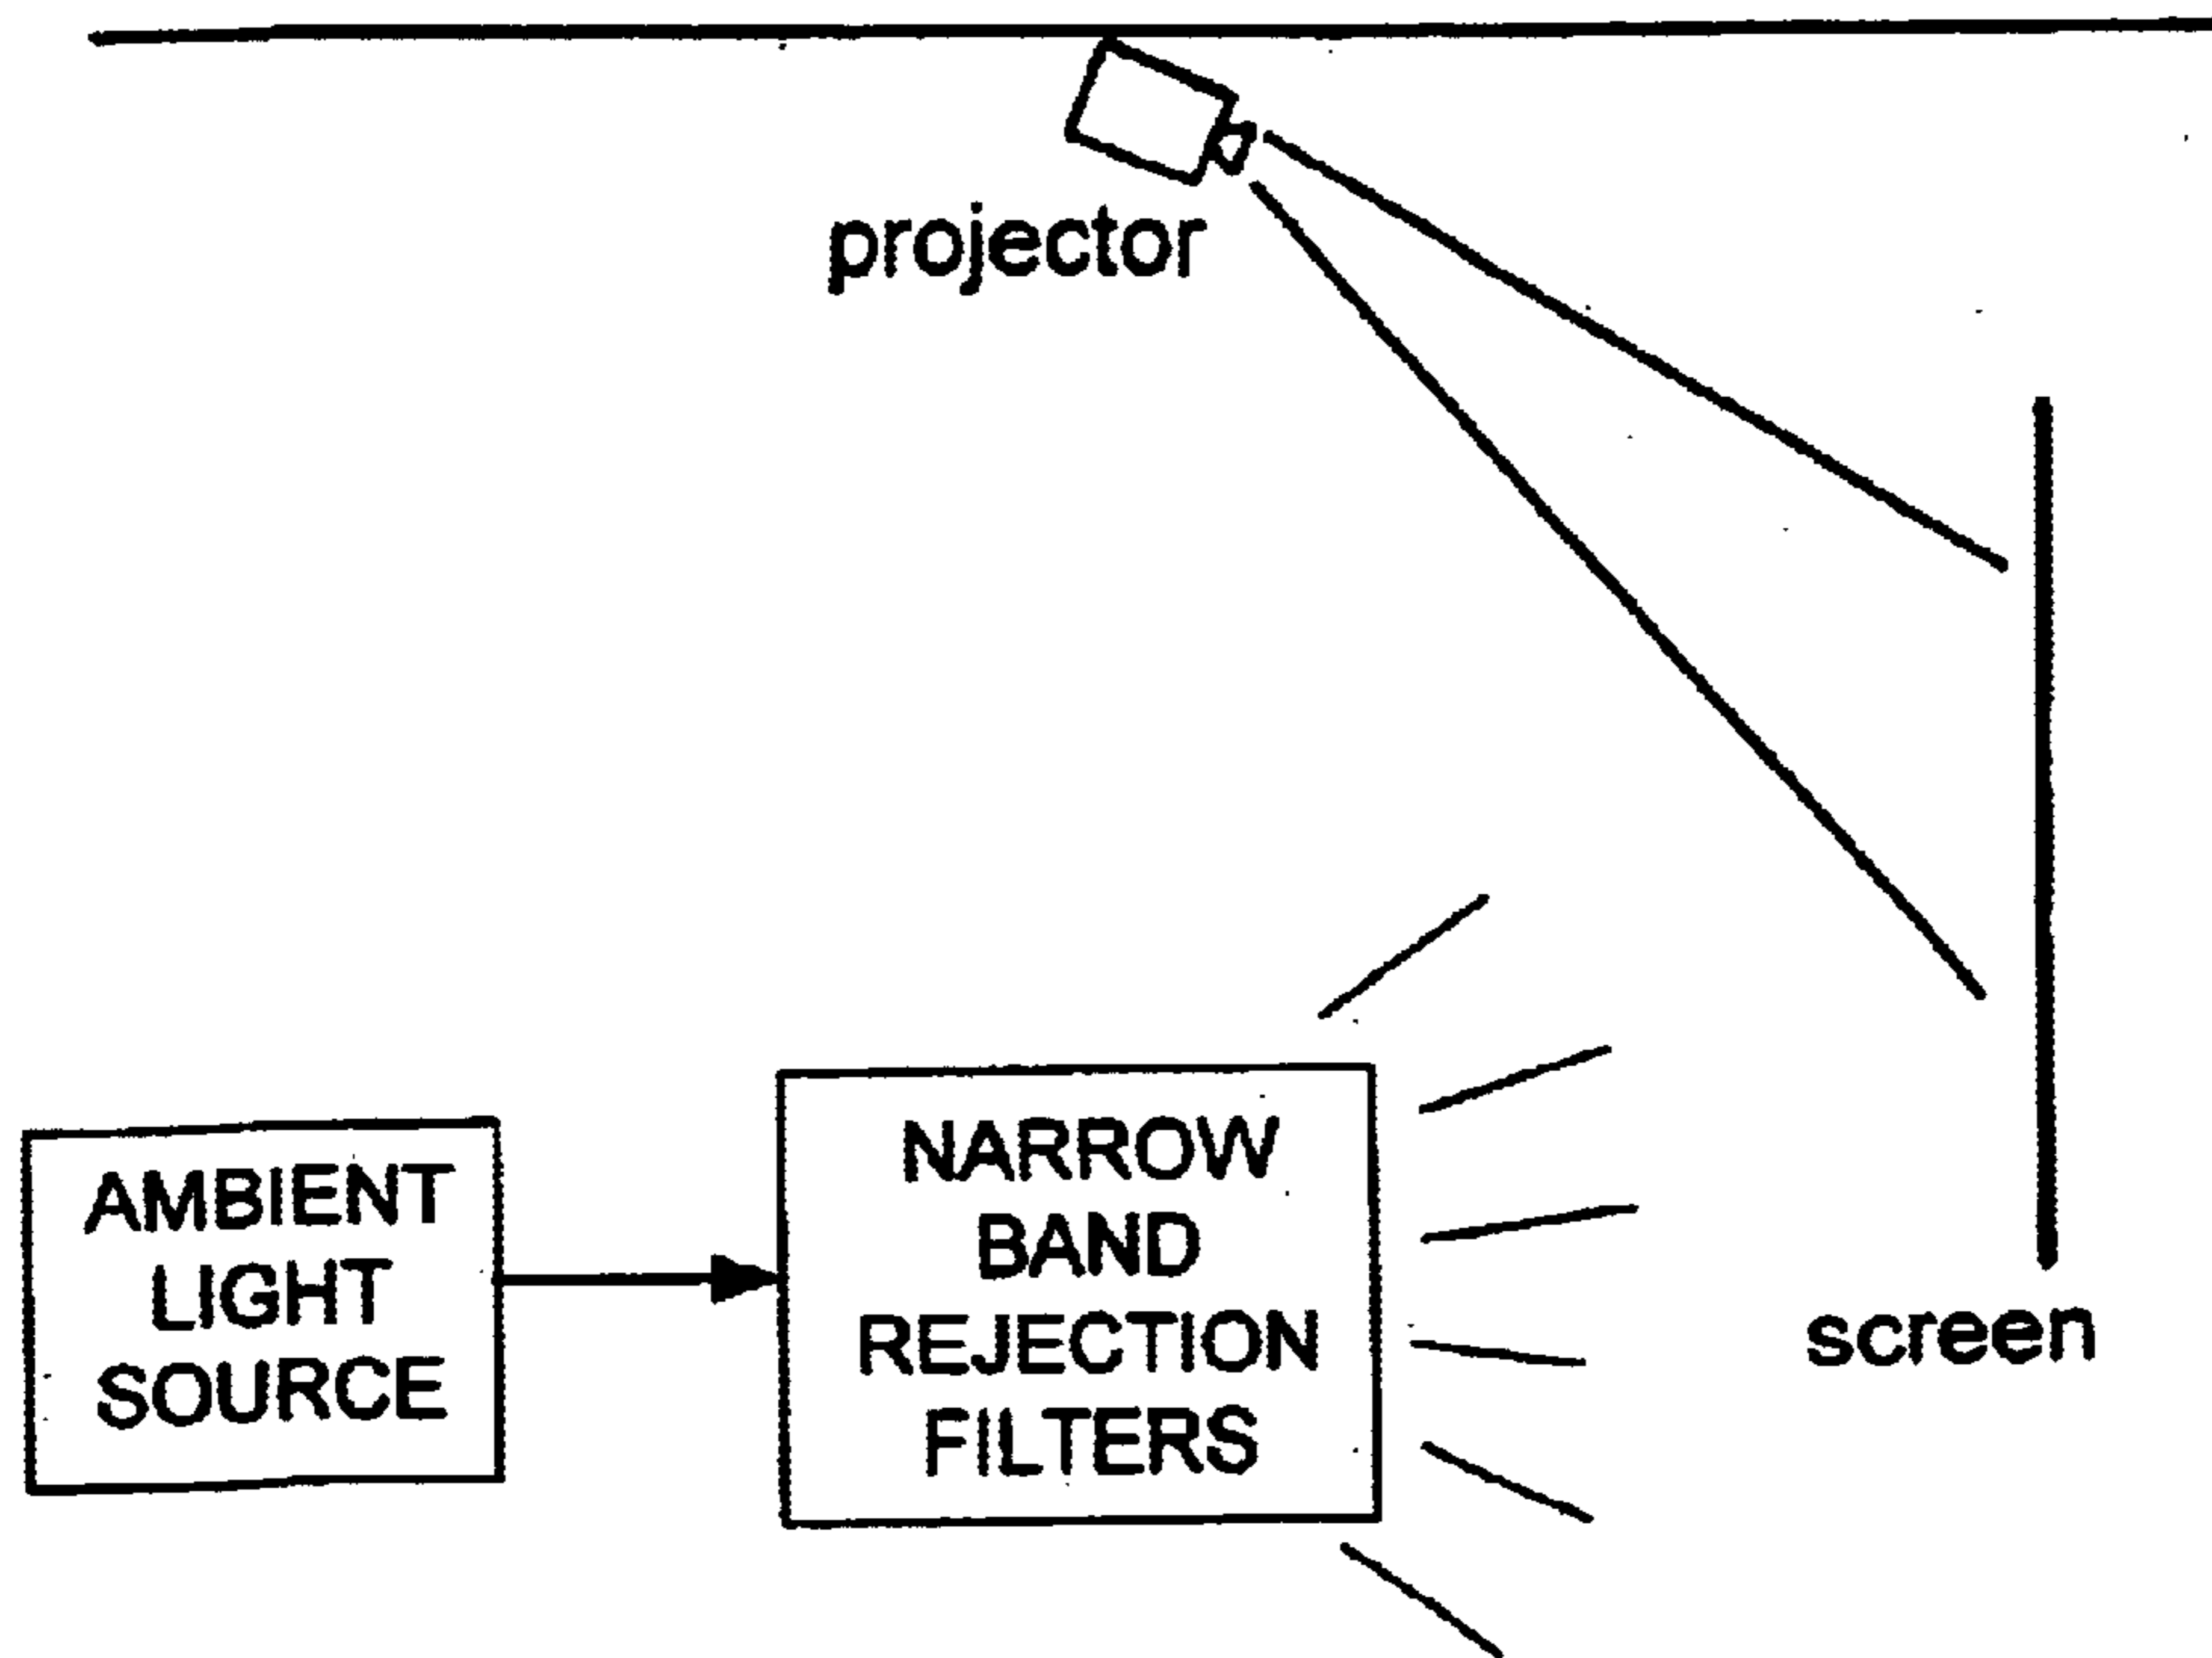 projector
AMBIENT
LIGHT
SOURCE
NARROW
BAND
REJECTION
FILTERS
screen